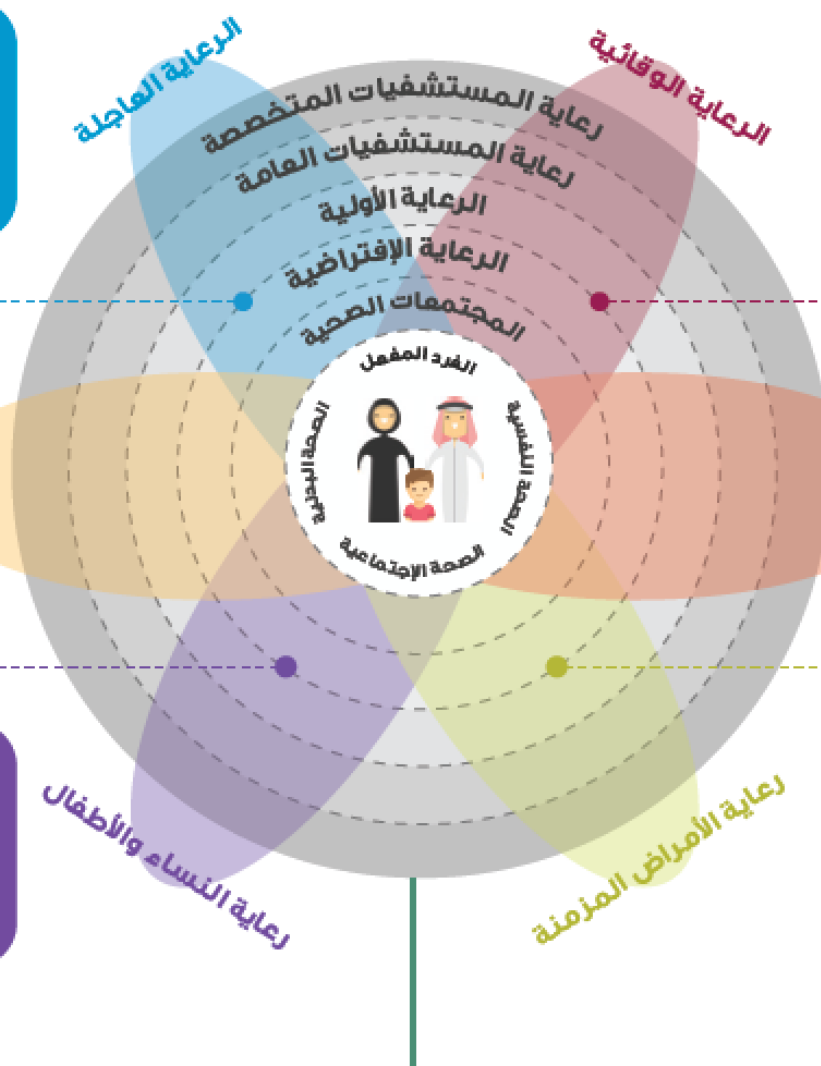 الرعاية الوقائية
الرعاية العاجلة
رعاية المستشفيات المتخصصة
رعاية المستشفيات العامة
الرعاية الأولية
الرعاية الإفتراضية
المجتمعات الصحية
الفرد المفعل
الصحة النفسية
الصحة البدنية
الصحة الإجتماعية
رعاية الأمراض المزمنة
رعاية النساء والأطفال